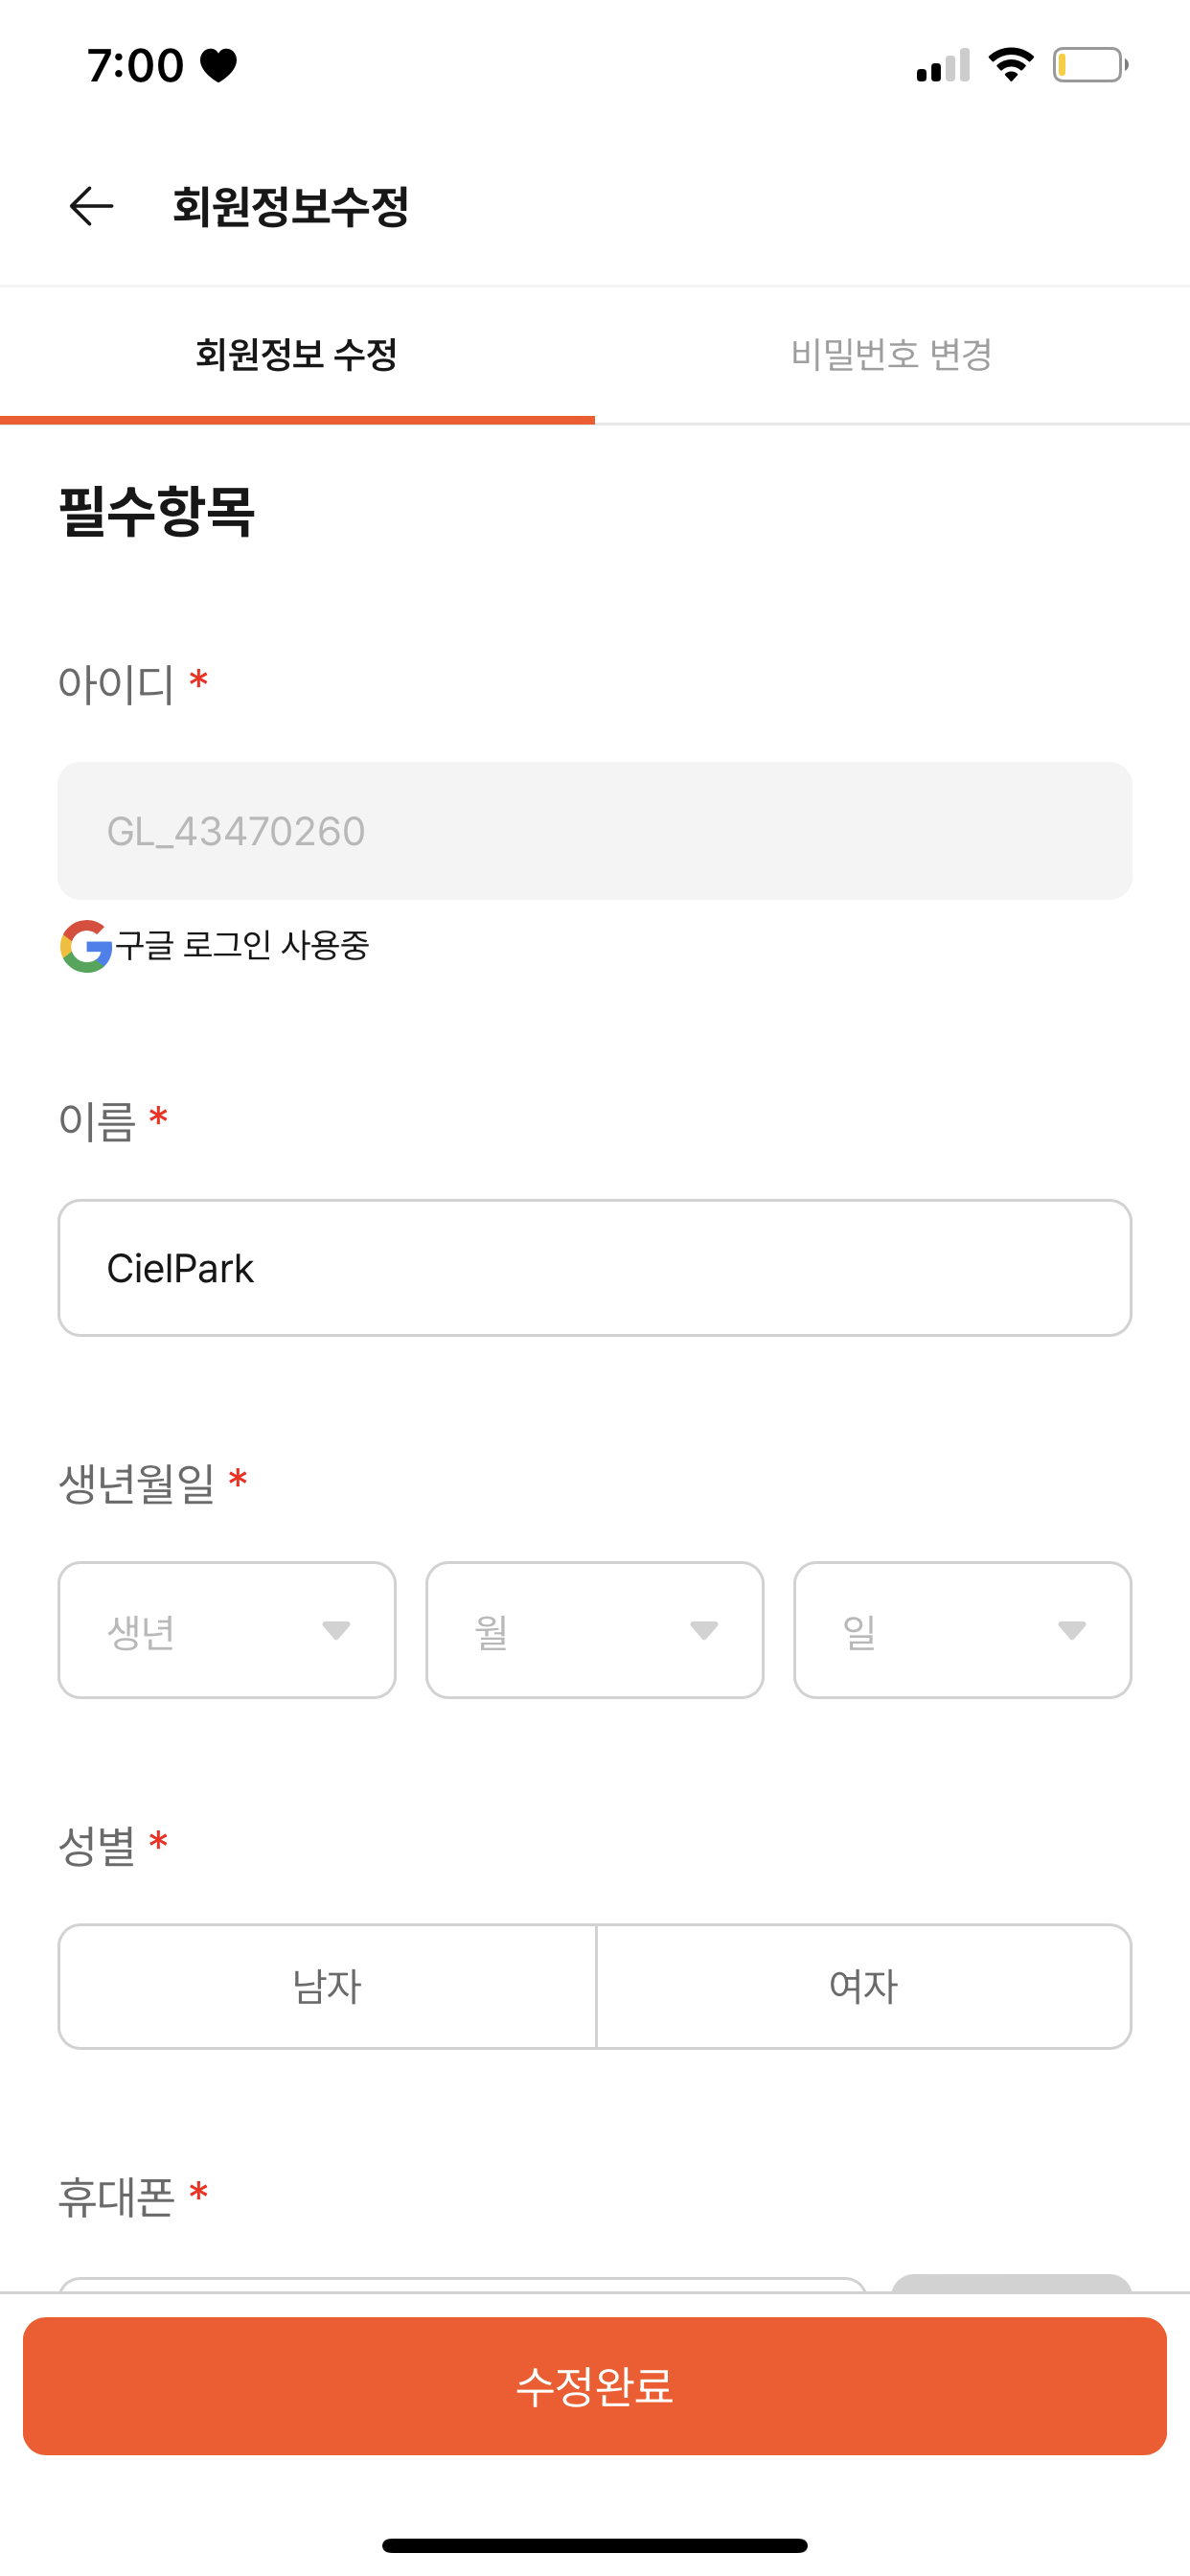 7:00
회원정보수정
회원정보 수정
비밀번호 변경
필수항목
아이디 *
GL_43470260
구글 로그인 사용중
이름 *
CielPark
생년월일 *
생년
월
일
성별 *
남자
여자
휴대폰 *
수정완료